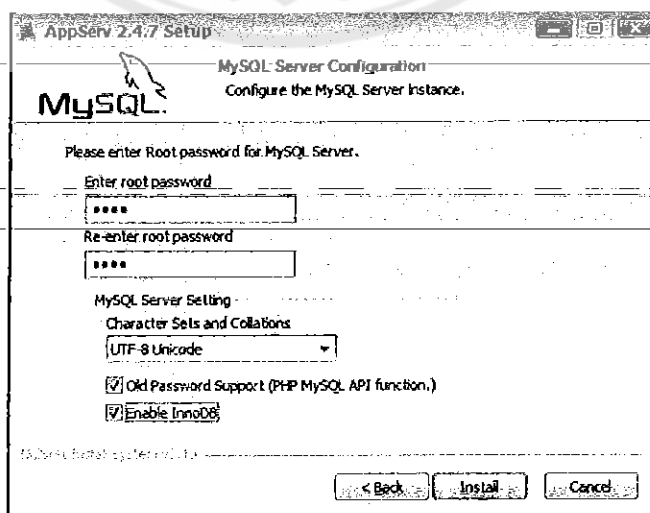 AppServ 2.4.7 Setup
MySQL Server Configuration
Configure the MySQL Server Instance.
MySQL.
Please enter Root password for MySQL Server.
Enter root password
••••
Re-enter root password
••••
MySQL Server Setting
Character Sets and Collations
UTF-8 Unicode
Old Password Support (PHP MySQL API function.)
Enable InnoDB
< Back
Install
Cancel